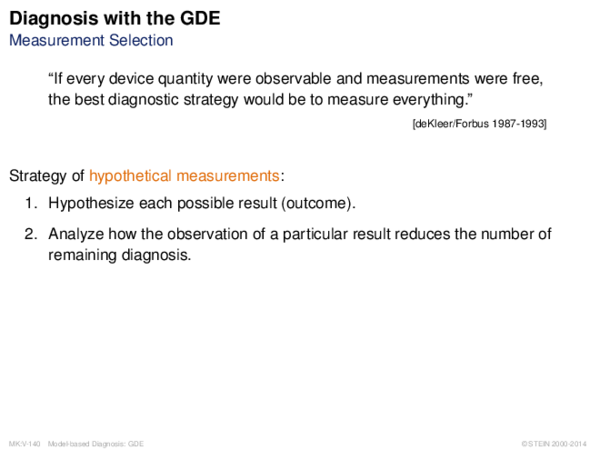 Diagnosis with the GDE
Measurement Selection
“If every device quantity were observable and measurements were free,
the best diagnostic strategy would be to measure everything.”
[deKleer/Forbus 1987-1993]
Strategy of hypothetical measurements:
1. Hypothesize each possible result (outcome).
2. Analyze how the observation of a particular result reduces the number of
remaining diagnosis.
MK:V-140 Model-based Diagnosis: GDE
©STEIN 2000-2014